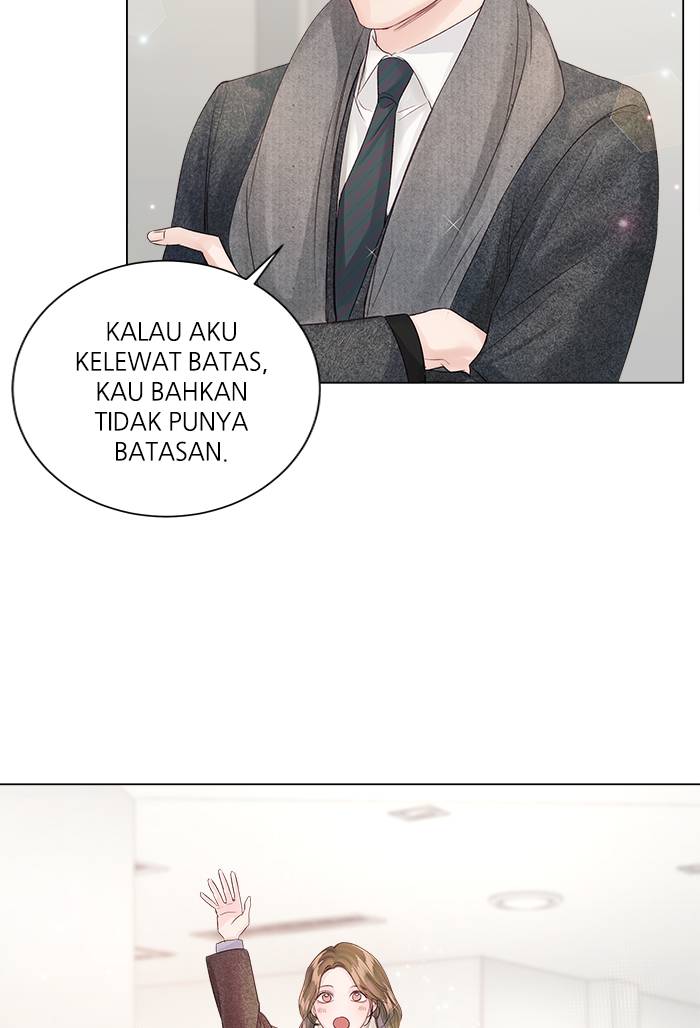 KALAU AKU
KELEWAT BATAS,
KAU BAHKAN
TIDAK PUNYA
BATASAN.